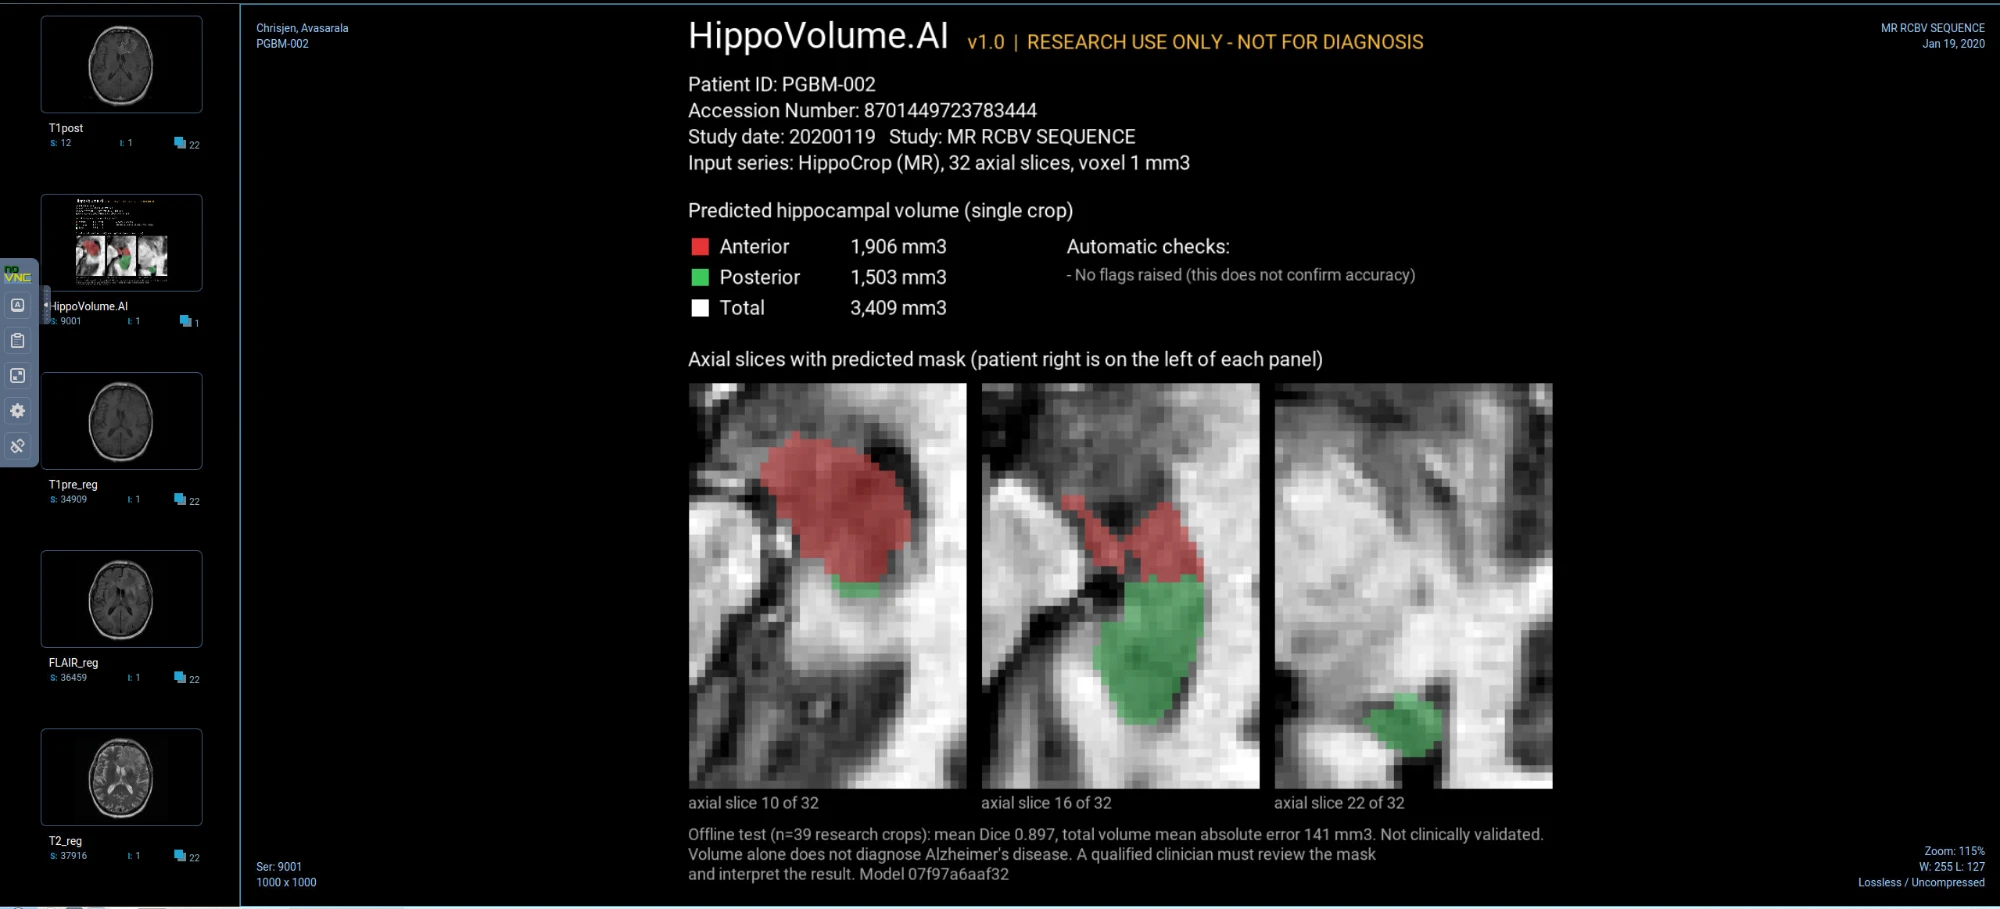 T1post
S: 12 I: 1 22
HippoVolume.AI
S: 9001 I: 1 1
T1pre_reg
S: 34909 I: 1 22
FLAIR_reg
S: 36459 I: 1 22
T2_reg
S: 37916 I: 1 22
no
VNC
A
Chrisjen, Avasarala
PGBM-002
MR RCBV SEQUENCE
Jan 19, 2020
HippoVolume.AI v1.0 | RESEARCH USE ONLY - NOT FOR DIAGNOSIS
Patient ID: PGBM-002
Accession Number: 8701449723783444
Study date: 20200119 Study: MR RCBV SEQUENCE
Input series: HippoCrop (MR), 32 axial slices, voxel 1 mm3
Predicted hippocampal volume (single crop)
Anterior 1,906 mm3 Automatic checks:
Posterior 1,503 mm3 - No flags raised (this does not confirm accuracy)
Total 3,409 mm3
Axial slices with predicted mask (patient right is on the left of each panel)
axial slice 10 of 32 axial slice 16 of 32 axial slice 22 of 32
Offline test (n=39 research crops): mean Dice 0.897, total volume mean absolute error 141 mm3. Not clinically validated.
Volume alone does not diagnose Alzheimer's disease. A qualified clinician must review the mask
and interpret the result. Model 07f97a6aaf32
Ser: 9001
1000 x 1000
Zoom: 115%
W: 255 L: 127
Lossless / Uncompressed